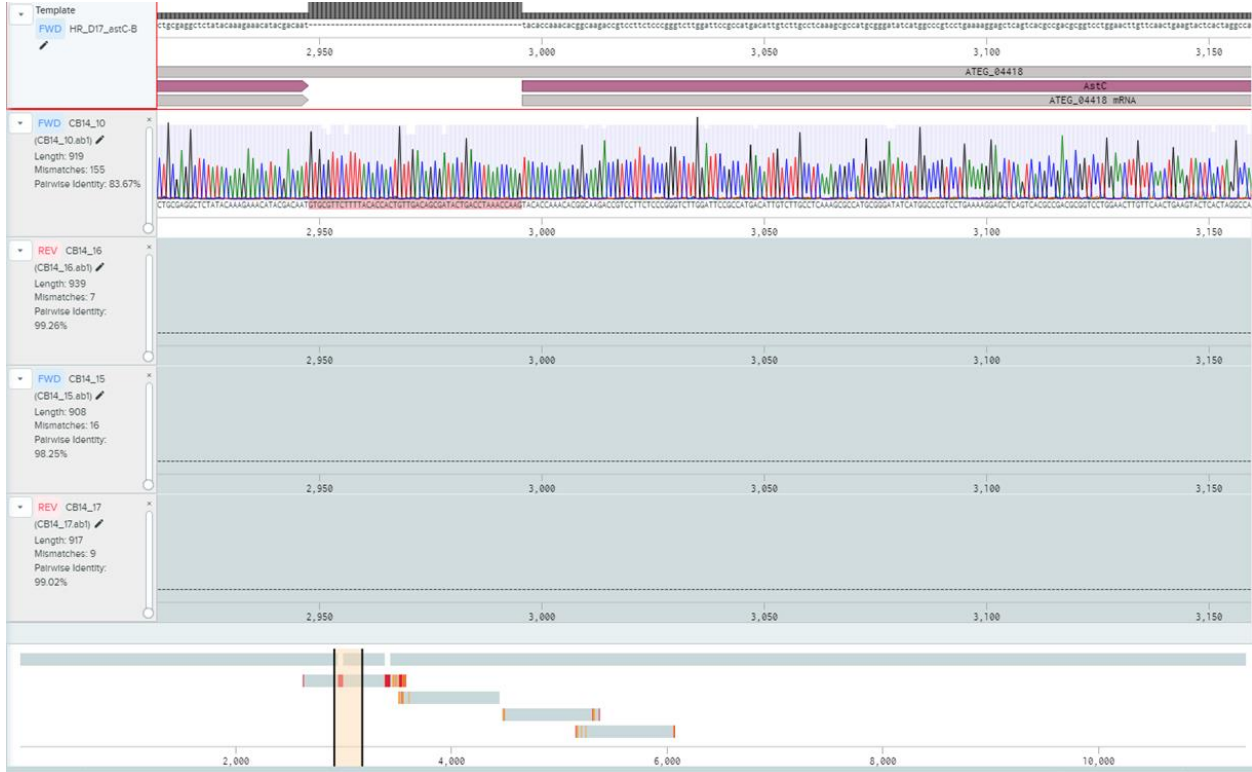 Template
FWD HR_D17_astC-B
2,950 3,000 3,050 3,100 3,150
ATEG_04418
AstC
ATEG_04418 mRNA
FWD CB14_10
(CB14_10.ab1)
Length: 919
Mismatches: 155
Pairwise Identity: 83.67%
2,950 3,000 3,050 3,100 3,150
REV CB14_16
(CB14_16.ab1)
Length: 939
Mismatches: 7
Pairwise Identity:
99.26%
2,950 3,000 3,050 3,100 3,150
FWD CB14_15
(CB14_15.ab1)
Length: 908
Mismatches: 16
Pairwise Identity:
98.25%
2,950 3,000 3,050 3,100 3,150
REV CB14_17
(CB14_17.ab1)
Length: 917
Mismatches: 9
Pairwise Identity:
99.02%
2,950 3,000 3,050 3,100 3,150
2,000 4,000 6,000 8,000 10,000